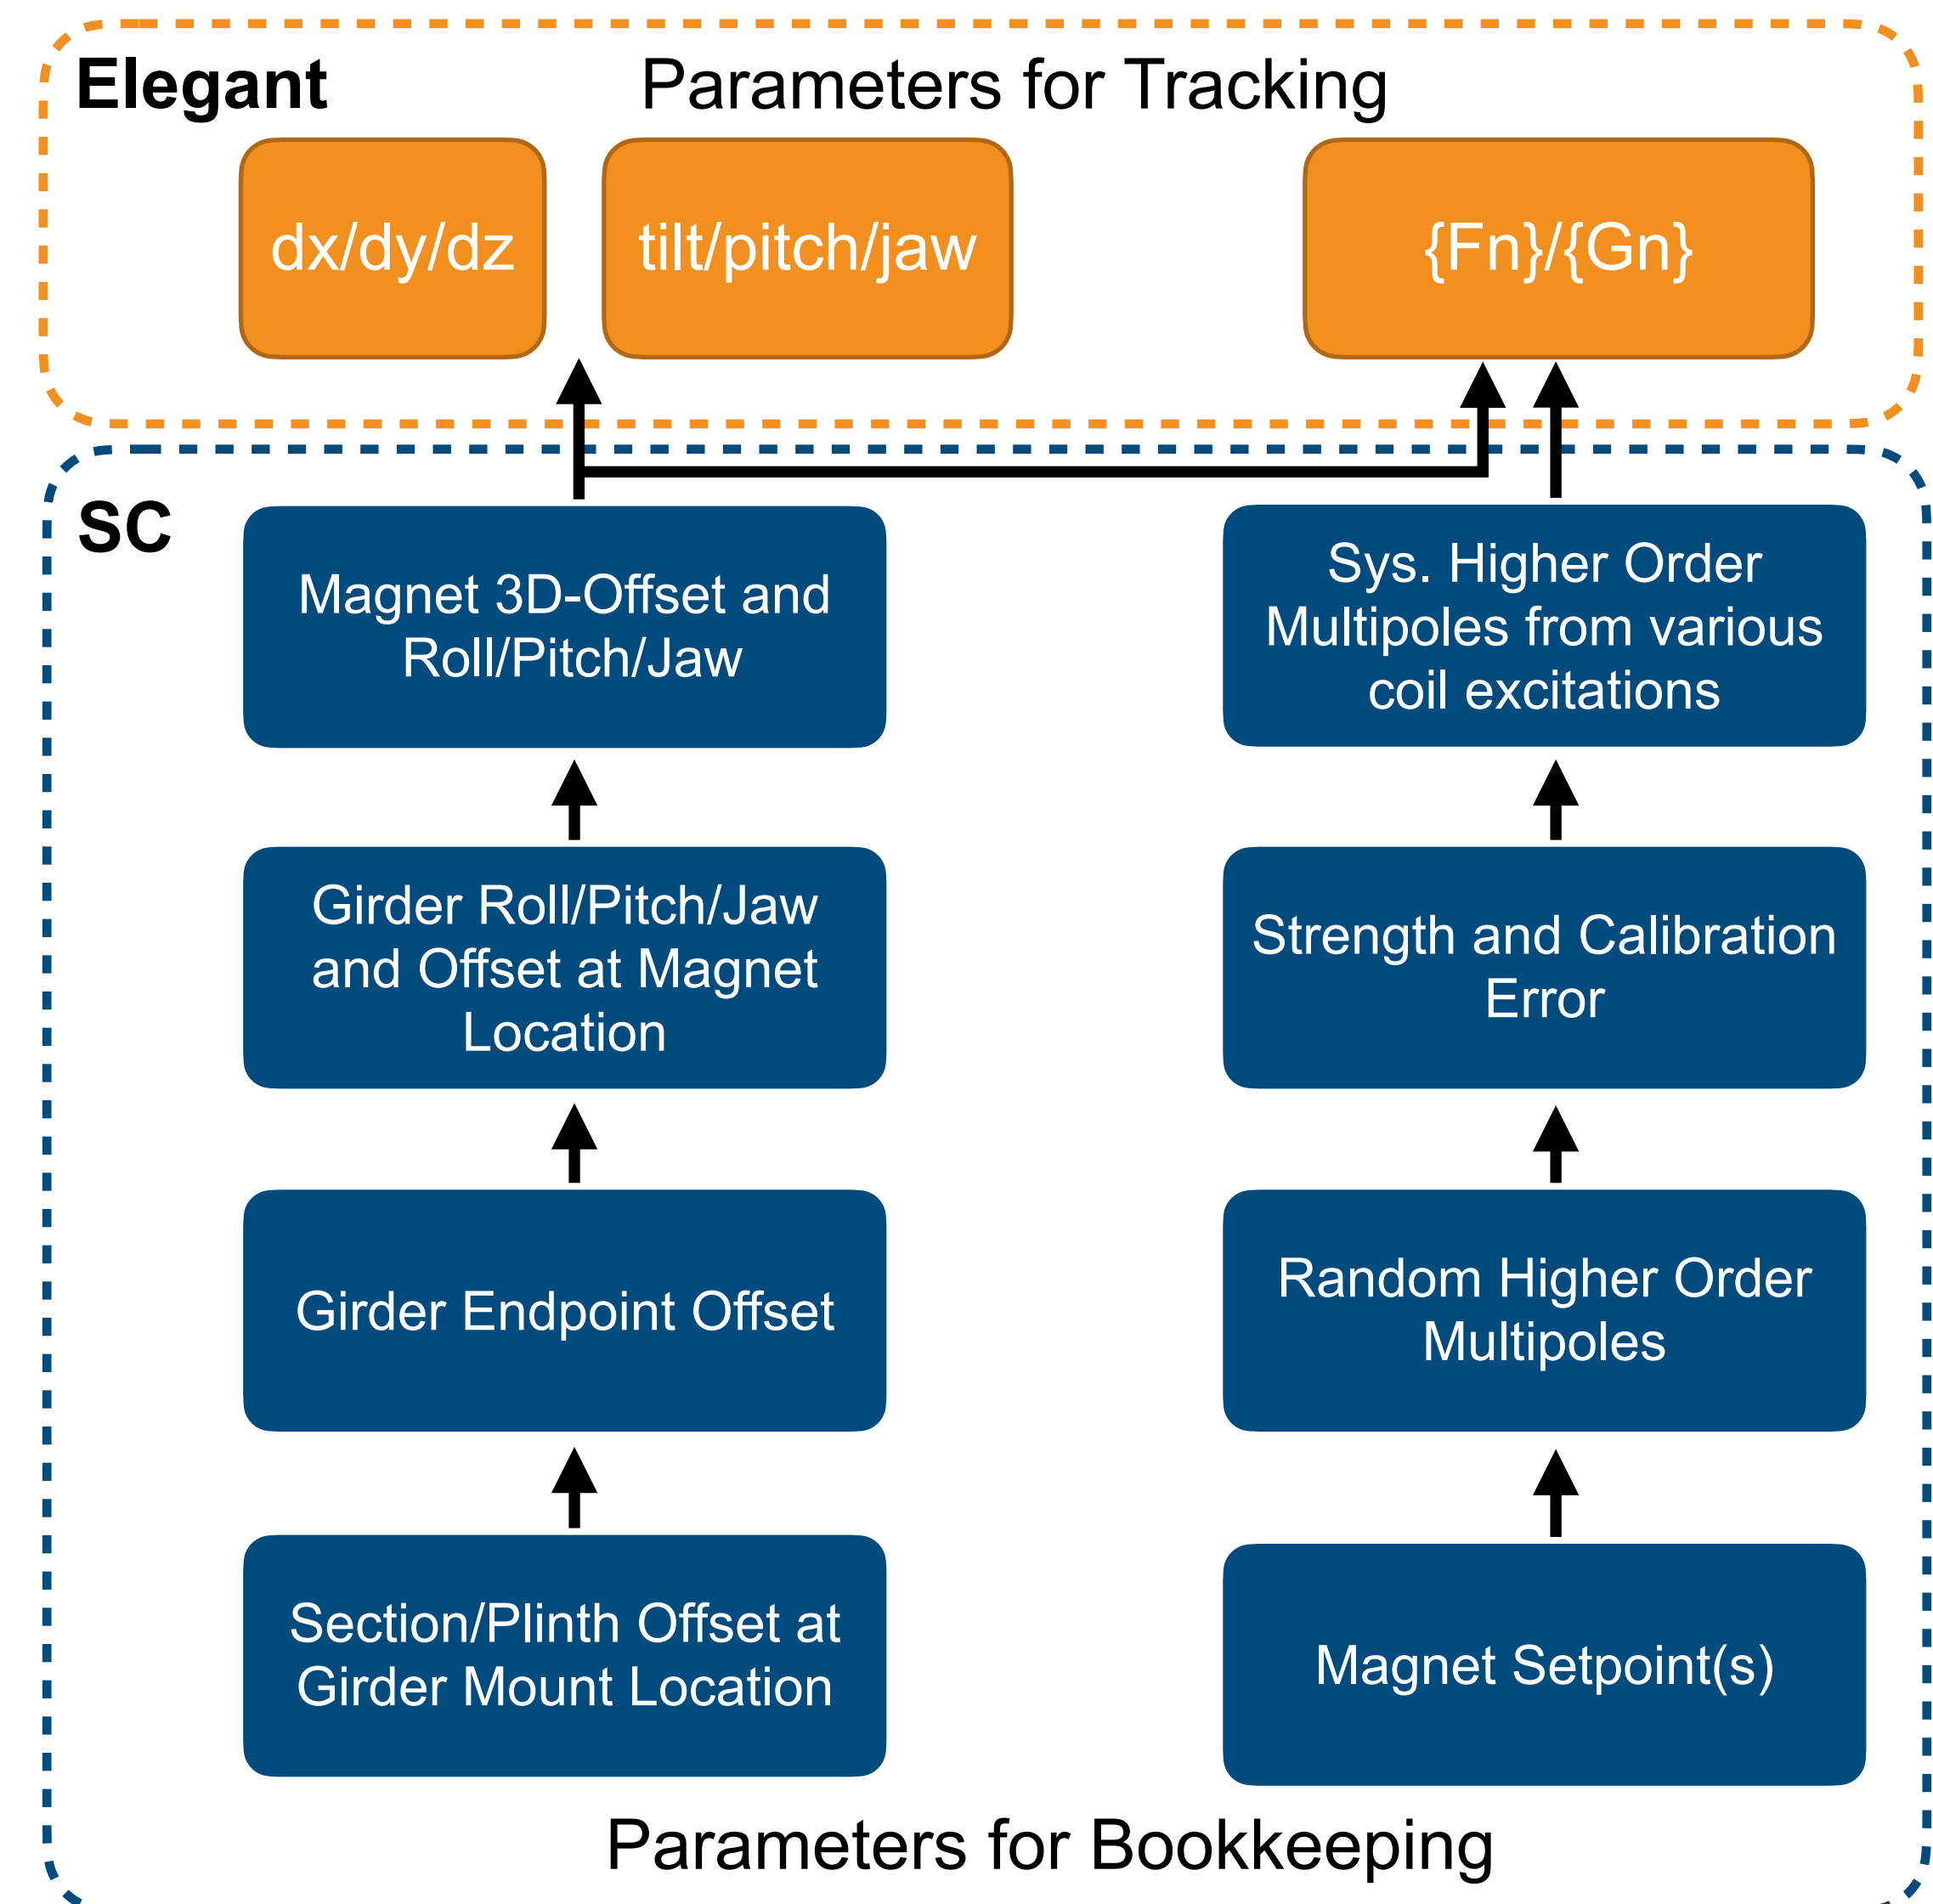 Elegant
Parameters for Tracking
dx/dy/dz
tilt/pitch/jaw
{Fn}/{Gn}
SC
Magnet 3D-Offset and
Roll/Pitch/Jaw
Sys. Higher Order
Multipoles from various
coil excitations
Girder Roll/Pitch/Jaw
and Offset at Magnet
Location
Strength and Calibration
Error
Girder Endpoint Offset
Random Higher Order
Multipoles
Section/Plinth Offset at
Girder Mount Location
Magnet Setpoint(s)
Parameters for Bookkeeping